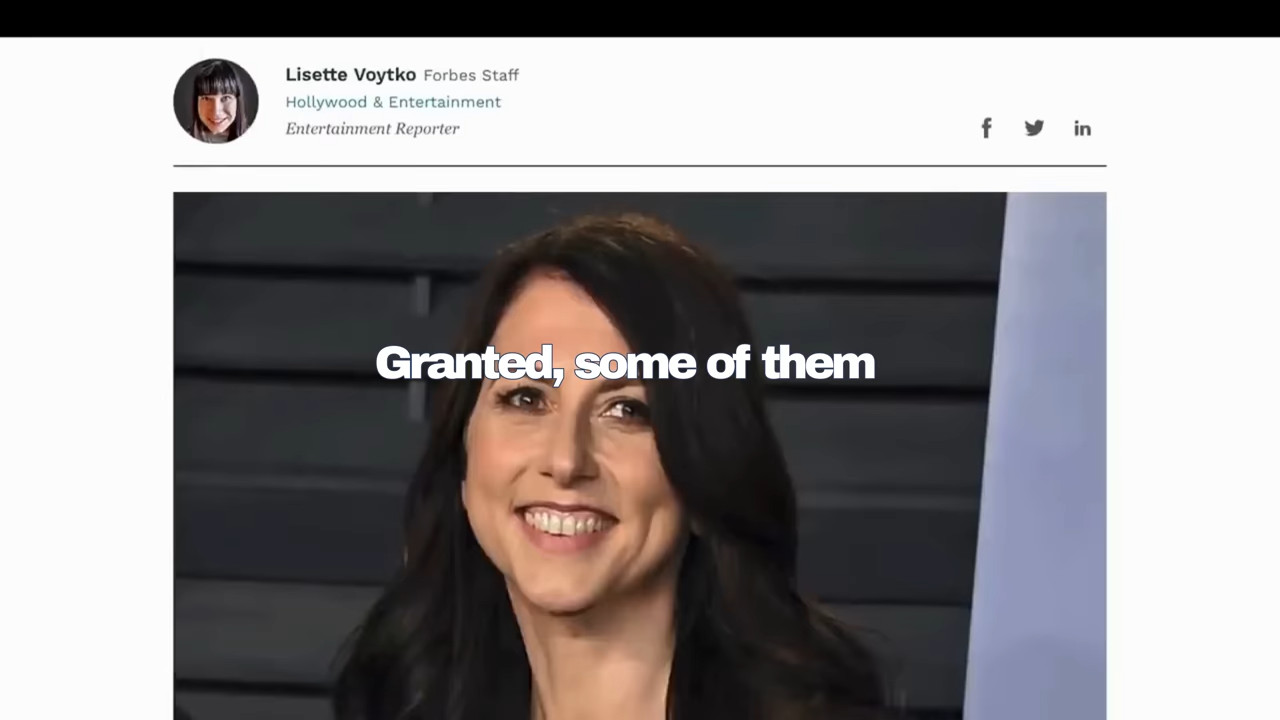 Lisette Voytko Forbes Staff
Hollywood & Entertainment
Entertainment Reporter
Granted, some of them